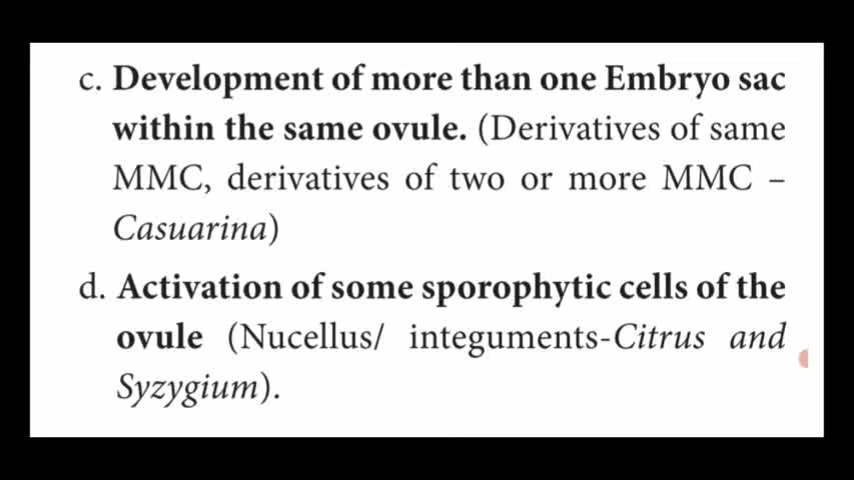 c. Development of more than one Embryo sac
within the same ovule. (Derivatives of same
MMC, derivatives of two or more MMC –
Casuarina)
d. Activation of some sporophytic cells of the
ovule (Nucellus/ integuments-Citrus and
Syzygium).